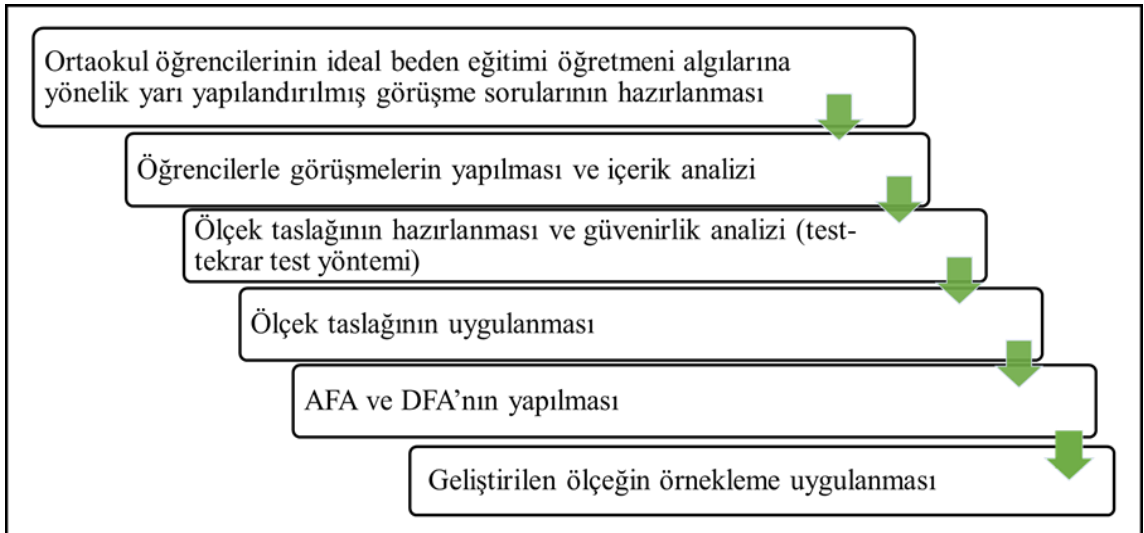 Ortaokul öğrencilerinin ideal beden eğitimi öğretmeni algılarına
yönelik yarı yapılandırılmış görüşme sorularının hazırlanması
Öğrencilerle görüşmelerin yapılması ve içerik analizi
Ölçek taslağının hazırlanması ve güvenirlik analizi (test-
tekrar test yöntemi)
Ölçek taslağının uygulanması
AFA ve DFA’nın yapılması
Geliştirilen ölçeğin örnekleme uygulanması